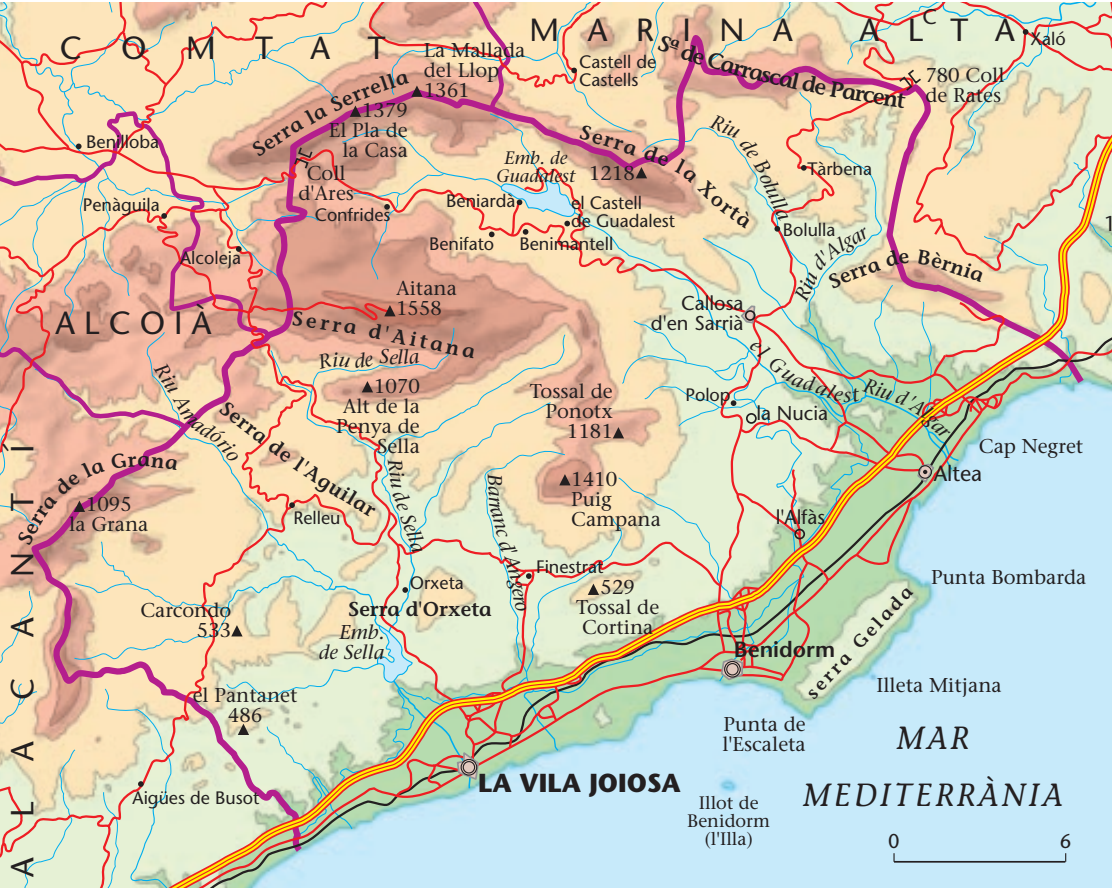 COMTAT
MARINA ALTA
C
Xaló
La Mallada
del Llop
1361
Castell de
Castells
Sª de Carrascal de Parcent
780 Coll
de Rates
Serra la Serrella
1379
El Pla de
la Casa
Benilloba
Serra de la Xortà
1218
Riu de Bolulla
Tàrbena
Coll
d'Ares
Emb. de
Guadalest
Penàguila
Confrides
Beniardà
el Castell
de Guadalest
Benifato
Benimantell
Bolulla
Riu d'Algar
Alcoleja
Serra de Bèrnia
1
Aitana
1558
Callosa
d'en Sarrià
ALCOIÀ
Serra d'Aitana
Riu de Sella
el Guadalest
Riu d'Algar
Riu Amadório
1070
Alt de la
Penya de
Sella
Tossal de
Ponotx
1181
Polop
la Nucia
Serra de l'Aguilar
Cap Negret
Serra de la Grana
1095
la Grana
Riu de Sella
Barranc d'Angero
1410
Puig
Campana
Altea
Relleu
l'Alfàs
ALACANTÍ
Finestrat
Orxeta
Serra d'Orxeta
529
Tossal de
Cortina
Punta Bombarda
Carcondo
533
Emb.
de Sella
Benidorm
serra Gelada
el Pantanet
486
Illeta Mitjana
Punta de
l'Escaleta
MAR
MEDITERRÀNIA
LA VILA JOIOSA
Aigües de Busot
Illot de
Benidorm
(l'Illa)
0 6